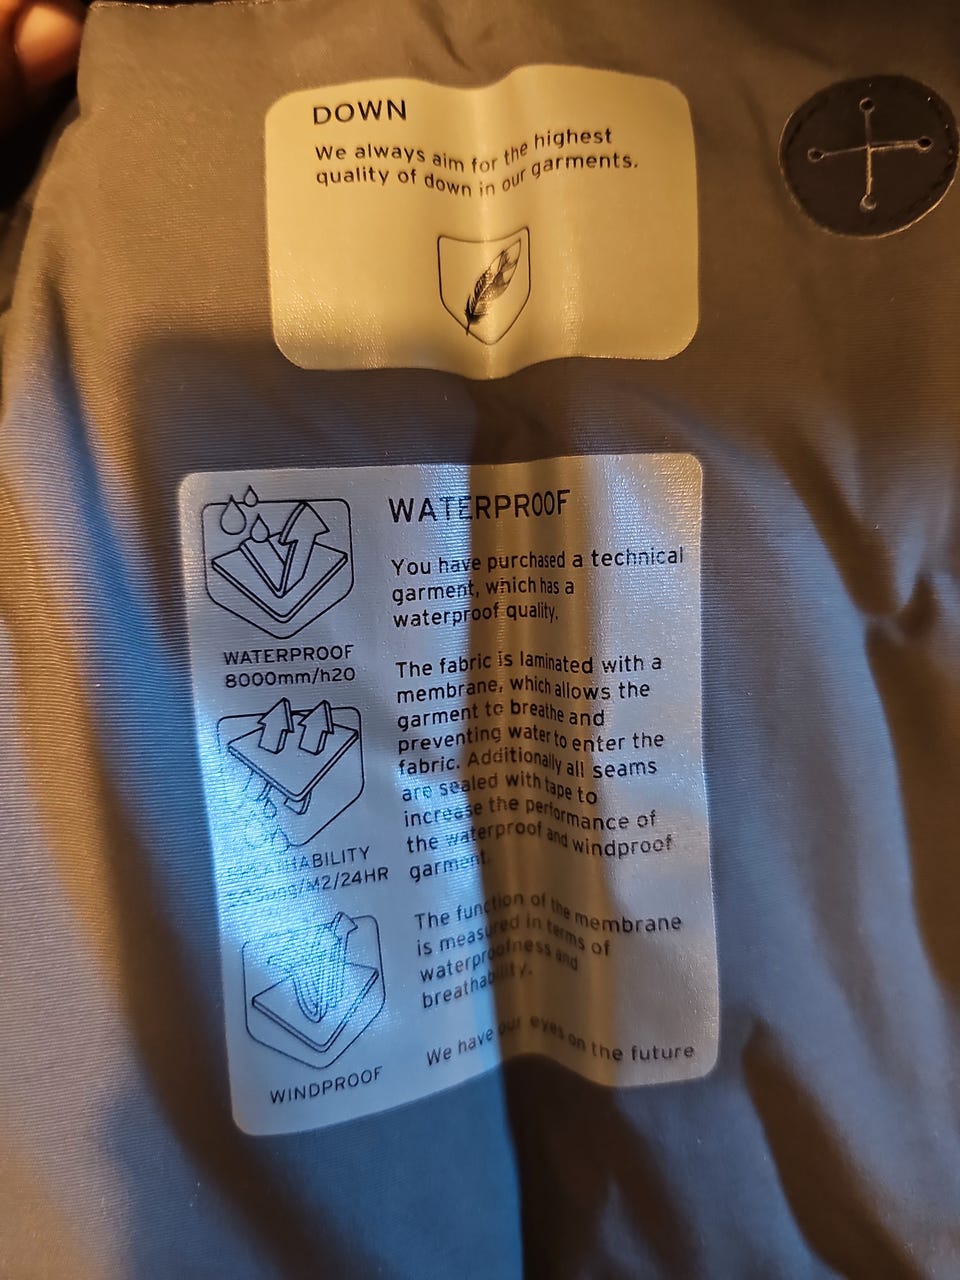 DOWN
We always aim for the highest
quality of down in our garments.
WATERPROOF
8000mm/h20
WINDPROOF
WATERPROOF
You have purchased a technical
garment, which has a
waterproof quality.
The fabric is laminated with a
membrane, which allows the
garment to breathe and
preventing water to enter the
fabric. Additionally all seams
are sealed with tape to
increase the performance of
the waterproof and windproof
garment.
The function of the membrane
is measured in terms of
waterproofness and
breathability.
We have our eyes on the future